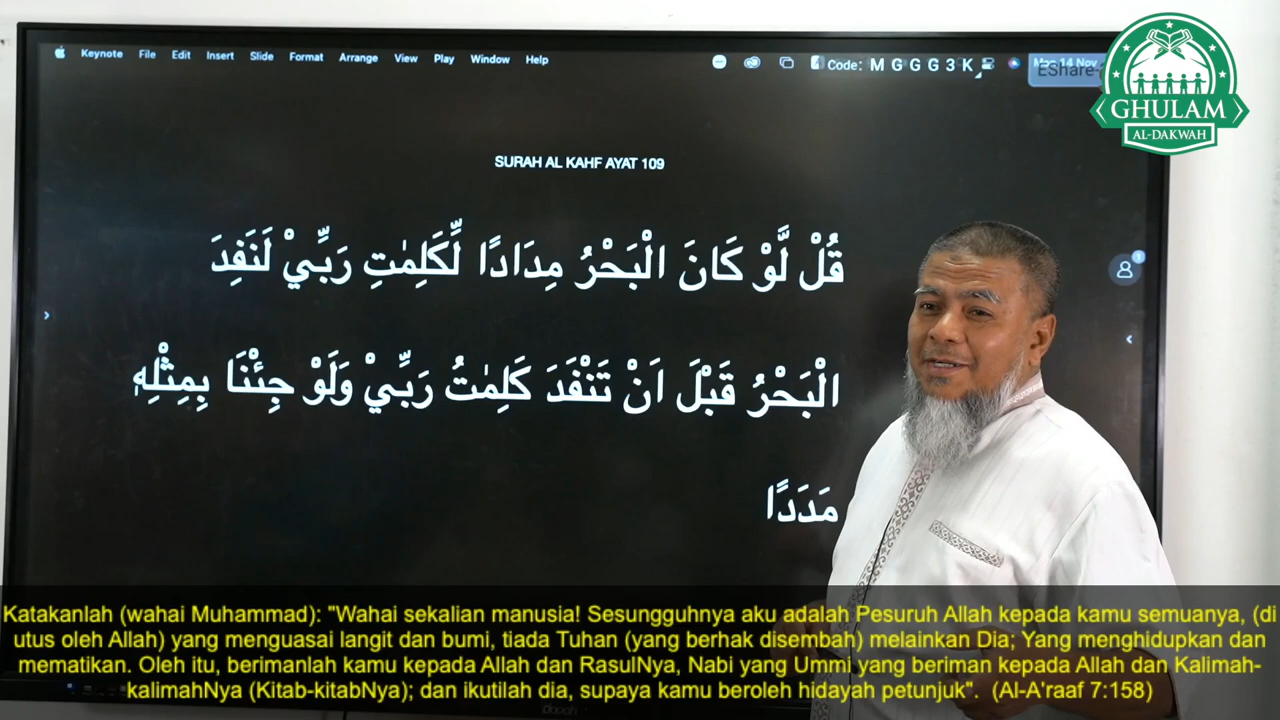 Keynote File Edit Insert Slide Format Arrange View Play Window Help
Code: M G G G 3 K
Mon 14 Nov
EShare-
GHULAM
AL-DAKWAH
SURAH AL KAHF AYAT 109
قُلْ لَّوْ كَانَ الْبَحْرُ مِدَادًا لِّكَلِمٰتِ رَبِّيْ لَنَفِدَ
الْبَحْرُ قَبْلَ اَنْ تَنْفَدَ كَلِمٰتُ رَبِّيْ وَلَوْ جِئْنَا بِمِثْلِهٖ
مَدَدًا
Katakanlah (wahai Muhammad): "Wahai sekalian manusia! Sesungguhnya aku adalah Pesuruh Allah kepada kamu semuanya, (di
utus oleh Allah) yang menguasai langit dan bumi, tiada Tuhan (yang berhak disembah) melainkan Dia; Yang menghidupkan dan
mematikan. Oleh itu, berimanlah kamu kepada Allah dan RasulNya, Nabi yang Ummi yang beriman kepada Allah dan Kalimah-
kalimahNya (Kitab-kitabNya); dan ikutilah dia, supaya kamu beroleh hidayah petunjuk". (Al-A'raaf 7:158)